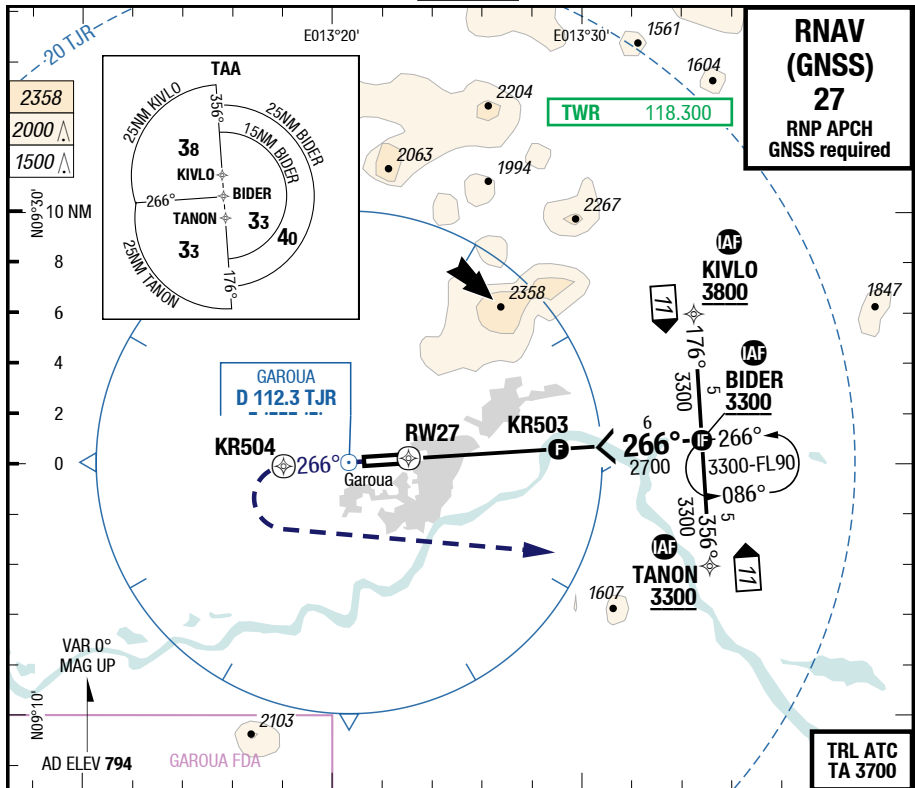 20 TJR
E013°20'
E013°30'
1561
1604
RNAV
(GNSS)
27
RNP APCH
GNSS required
TWR 118.300
2358
2000
1500
N09°30'
TAA
25NM KIVLO
356°
25NM BIDER
15NM BIDER
38
KIVLO
BIDER
266°
TANON
33
33
40
25NM TANON
176°
2204
2063
1994
2267
2358
1847
10 NM
8
6
4
2
0
IAF
KIVLO
3800
11
176°
5
3300
IAF
BIDER
3300
GAROUA
D 112.3 TJR
KR504
266°
RW27
Garoua
KR503
F
6
266°
2700
IF
266°
3300-FL90
086°
5
3300
356°
IAF
TANON
3300
11
1607
VAR 0°
MAG UP
N09°10'
2103
AD ELEV 794
GAROUA FDA
TRL ATC
TA 3700